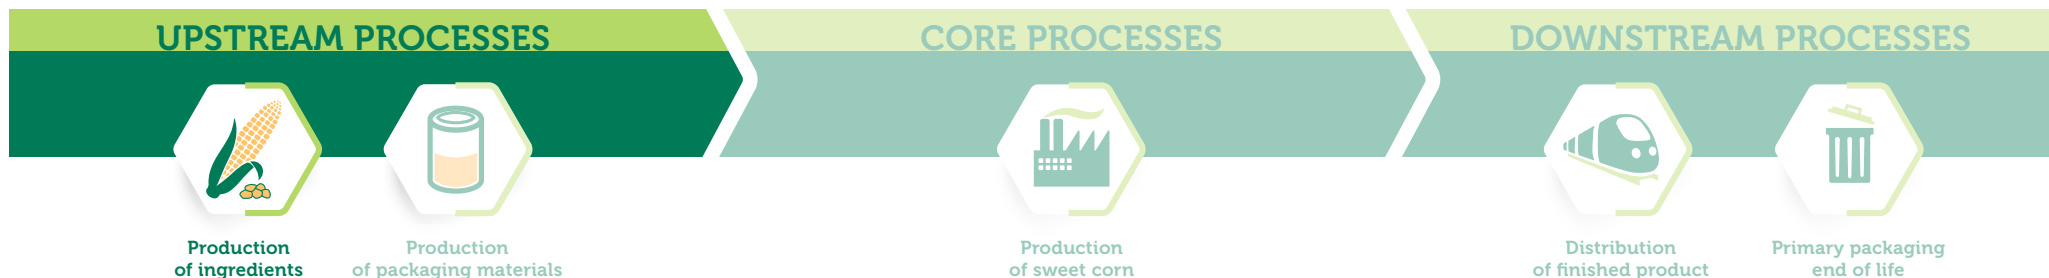 UPSTREAM PROCESSES
CORE PROCESSES
DOWNSTREAM PROCESSES
Production
of ingredients
Production
of packaging materials
Production
of sweet corn
Distribution
of finished product
Primary packaging
end of life